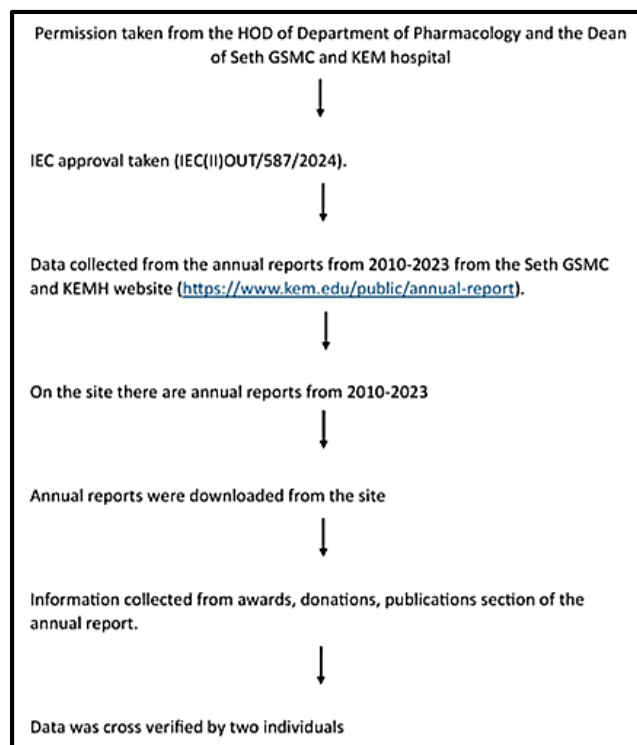 Permission taken from the HOD of Department of Pharmacology and the Dean
of Seth GSMC and KEM hospital
IEC approval taken (IEC(II)OUT/587/2024).
Data collected from the annual reports from 2010-2023 from the Seth GSMC
and KEMH website (https://www.kem.edu/public/annual-report).
On the site there are annual reports from 2010-2023
Annual reports were downloaded from the site
Information collected from awards, donations, publications section of the
annual report.
Data was cross verified by two individuals